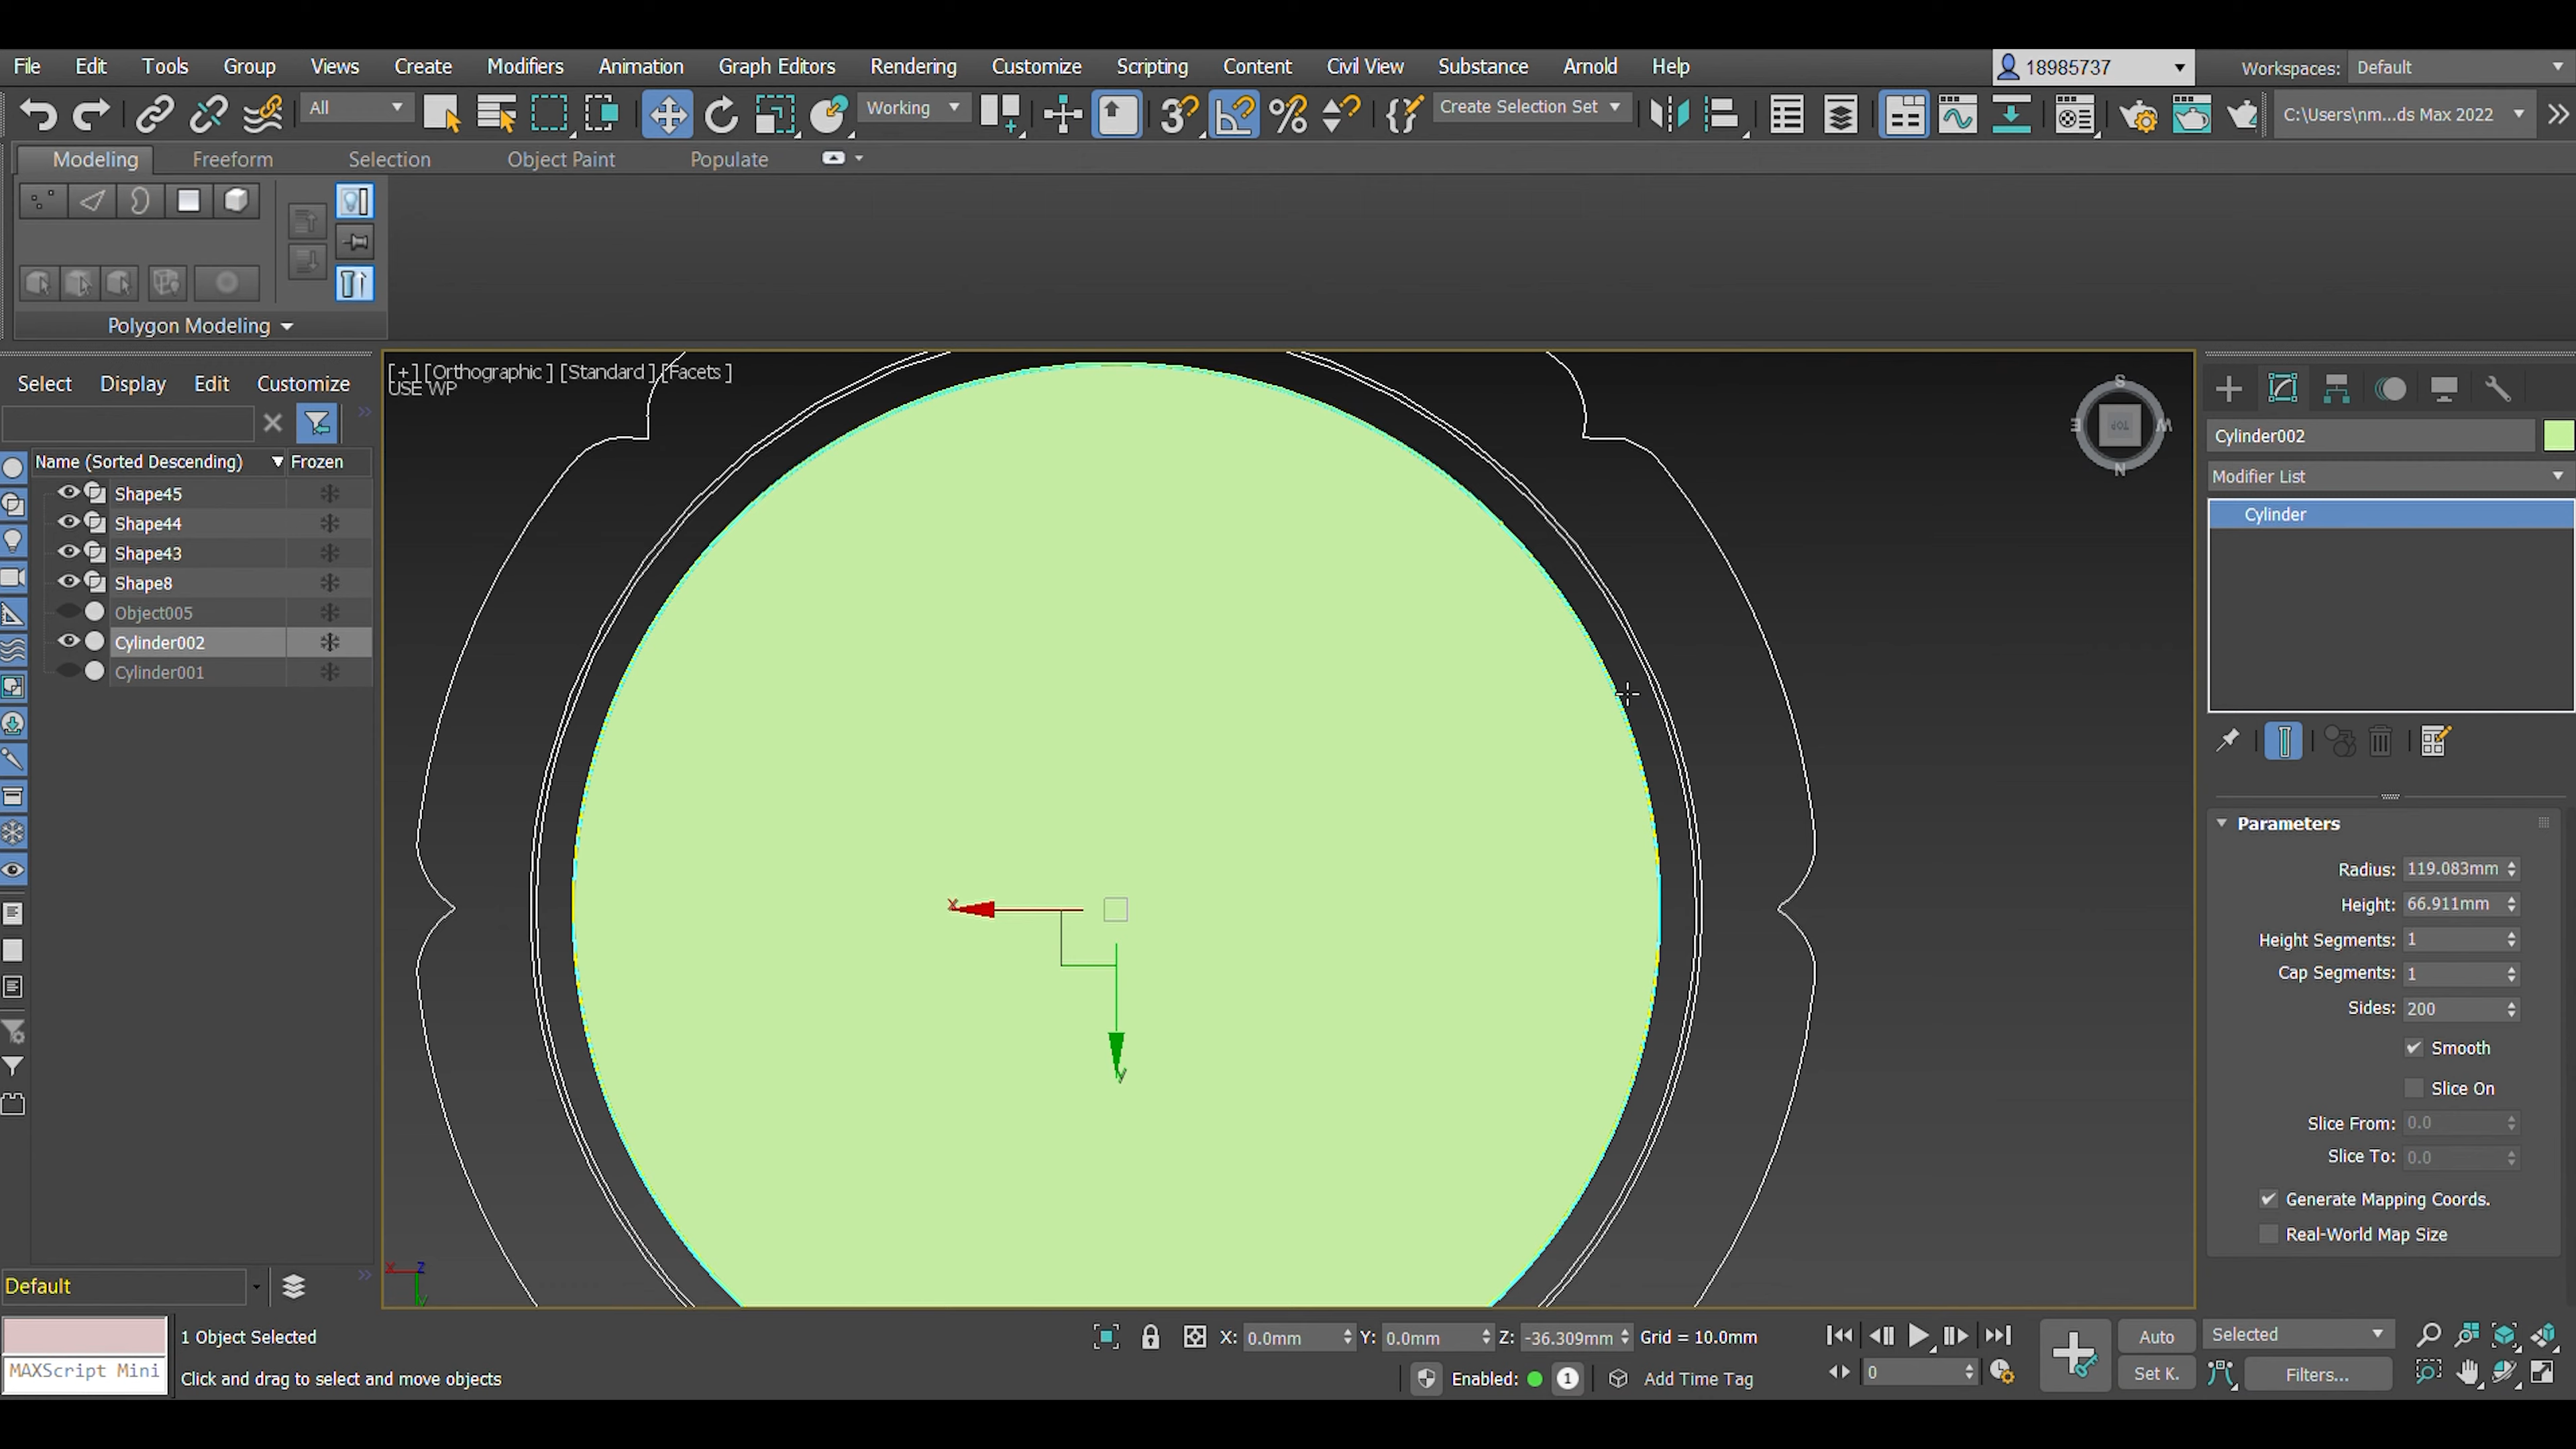 File Edit Tools Group Views Create Modifiers Animation Graph Editors Rendering Customize Scripting Content Civil View Substance Arnold Help 18985737 Workspaces: Default
All Working Create Selection Set C:\Users\nm...ds Max 2022
Modeling Freeform Selection Object Paint Populate
Polygon Modeling
[+] [Orthographic ] [Standard ] [Facets ]
USE WP
Select Display Edit Customize
Name (Sorted Descending) Frozen
Shape45
Shape44
Shape43
Shape8
Object005
Cylinder002
Cylinder001
S
E TOP W
N
x
y
x z
y
Cylinder002
Modifier List
Cylinder
Parameters
Radius: 119.083mm
Height: 66.911mm
Height Segments: 1
Cap Segments: 1
Sides: 200
Smooth
Slice On
Slice From: 0.0
Slice To: 0.0
Generate Mapping Coords.
Real-World Map Size
Default
1 Object Selected X: 0.0mm Y: 0.0mm Z: -36.309mm Grid = 10.0mm Auto Selected
MAXScript Mini Click and drag to select and move objects Enabled: 1 Add Time Tag 0 Set K. Filters...